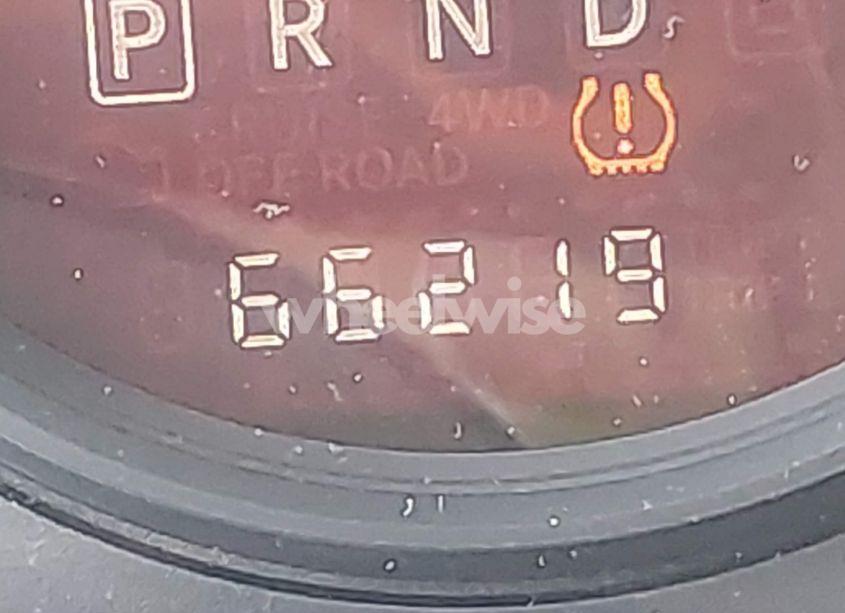 P R N D
4WD
OFF ROAD
66219
wheelwise